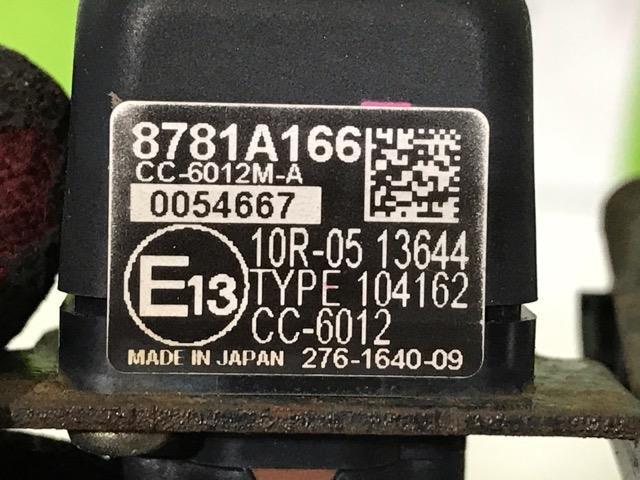 8781A166
CC-6012M-A
0054667
E13
10R-05 13644
TYPE 104162
CC-6012
MADE IN JAPAN 276-1640-09